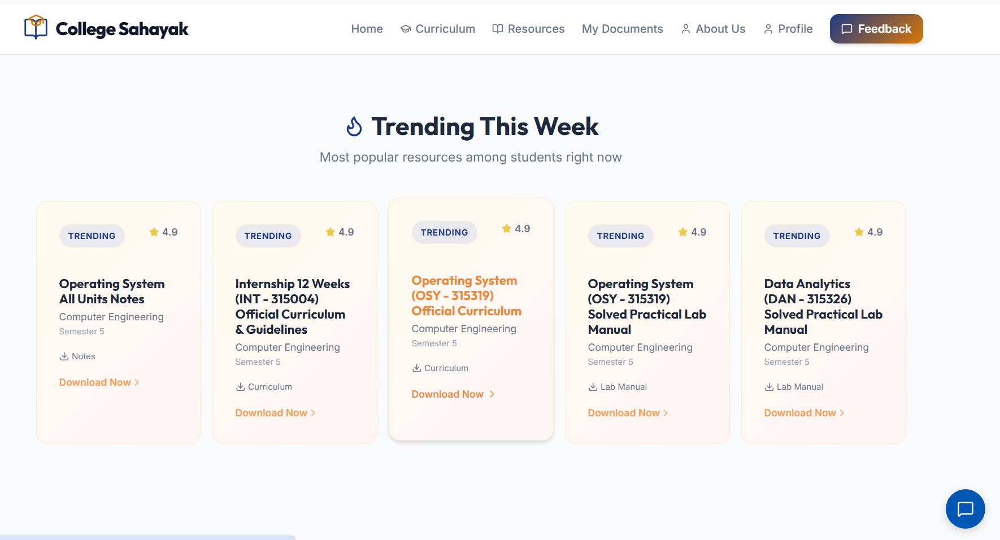 College Sahayak
Home
Curriculum
Resources
My Documents
About Us
Profile
Feedback
Trending This Week
Most popular resources among students right now
TRENDING
4.9
Operating System
All Units Notes
Computer Engineering
Semester 5
Notes
Download Now
TRENDING
4.9
Internship 12 Weeks
(INT - 315004)
Official Curriculum
& Guidelines
Computer Engineering
Semester 5
Curriculum
Download Now
TRENDING
4.9
Operating System
(OSY - 315319)
Official Curriculum
Computer Engineering
Semester 5
Curriculum
Download Now
TRENDING
4.9
Operating System
(OSY - 315319)
Solved Practical Lab
Manual
Computer Engineering
Semester 5
Lab Manual
Download Now
TRENDING
4.9
Data Analytics
(DAN - 315326)
Solved Practical Lab
Manual
Computer Engineering
Semester 5
Lab Manual
Download Now